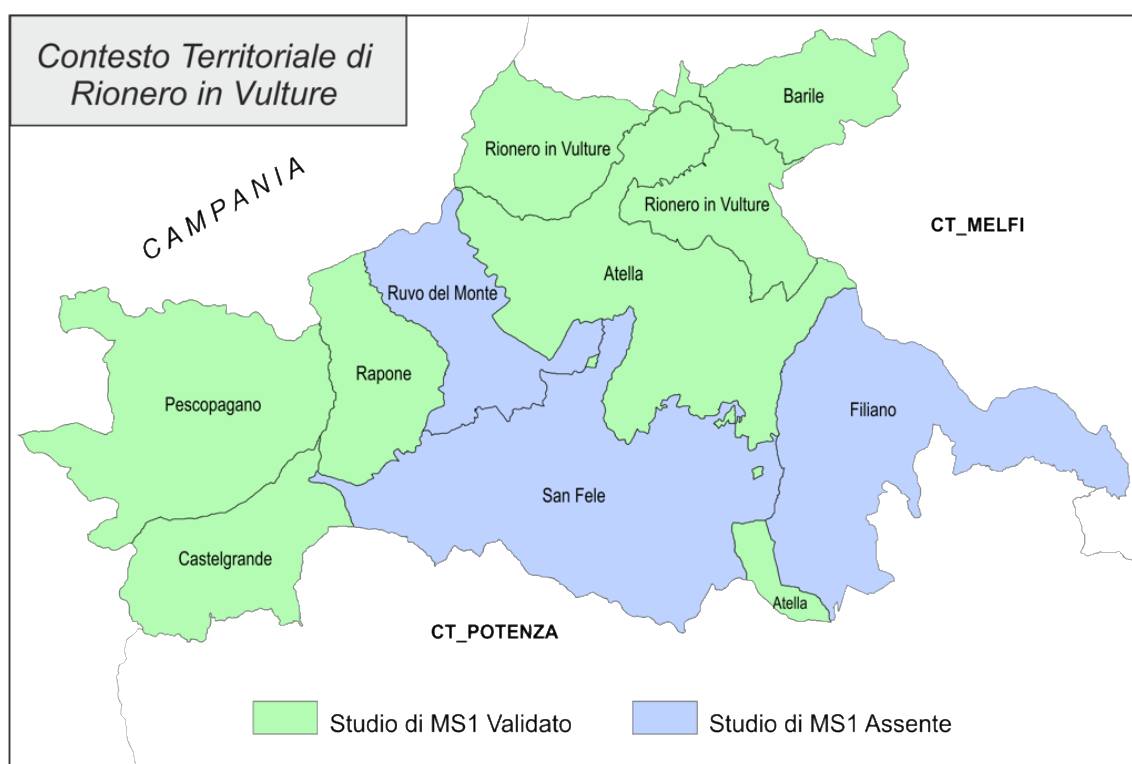 Contesto Territoriale di
Rionero in Vulture
Barile
Rionero in Vulture
CAMPANIA
Rionero in Vulture
CT_MELFI
Atella
Ruvo del Monte
Rapone
Pescopagano
Filiano
San Fele
Castelgrande
Atella
CT_POTENZA
Studio di MS1 Validato
Studio di MS1 Assente